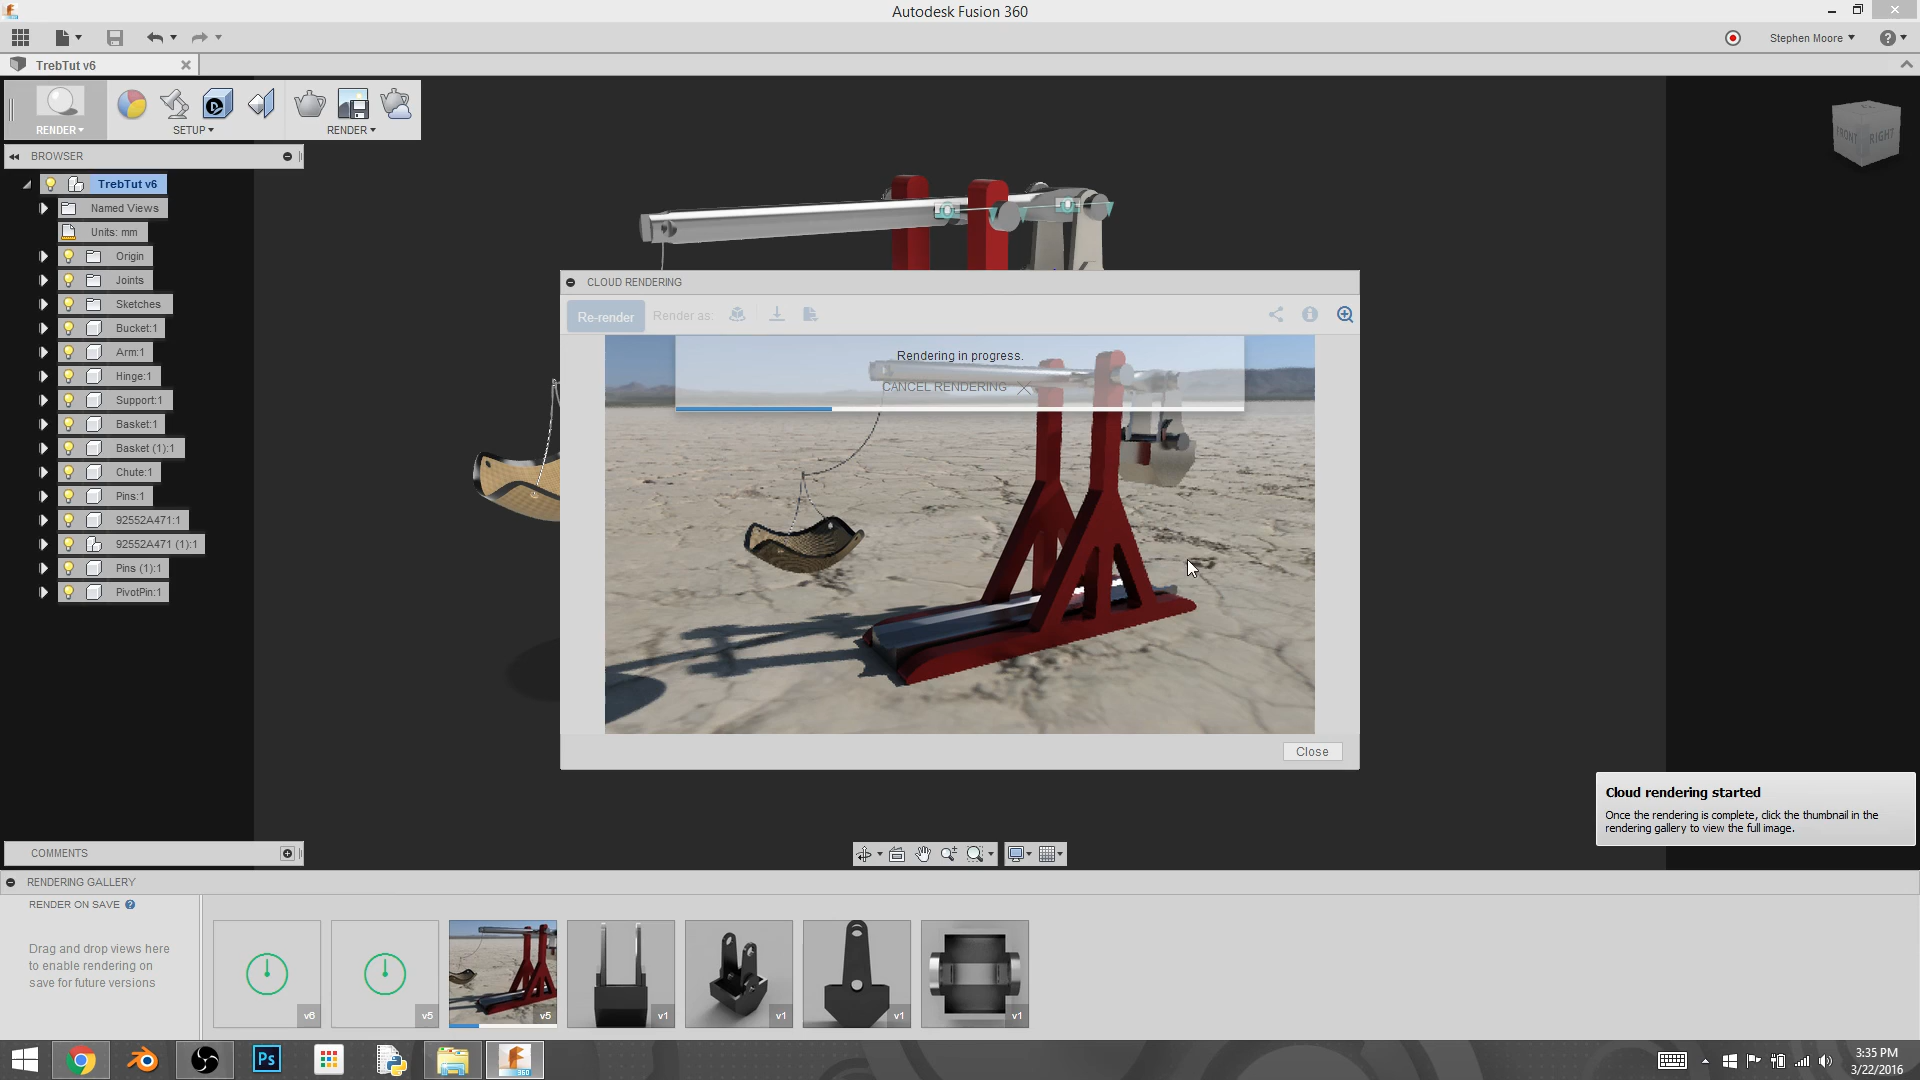 Autodesk Fusion 360
Stephen Moore
TrebTut v6
RENDER
SETUP
RENDER
BROWSER
TrebTut v6
Named Views
Units: mm
Origin
Joints
Sketches
Bucket:1
Arm:1
Hinge:1
Support:1
Basket:1
Basket (1):1
Chute:1
Pins:1
92552A471:1
92552A471 (1):1
Pins (1):1
PivotPin:1
FRONT
RIGHT
CLOUD RENDERING
Re-render
Render as:
Rendering in progress.
CANCEL RENDERING
Close
Cloud rendering started
Once the rendering is complete, click the thumbnail in the
rendering gallery to view the full image.
COMMENTS
RENDERING GALLERY
RENDER ON SAVE
Drag and drop views here
to enable rendering on
save for future versions
v6
v5
v5
v1
v1
v1
v1
Ps
360
3:35 PM
3/22/2016